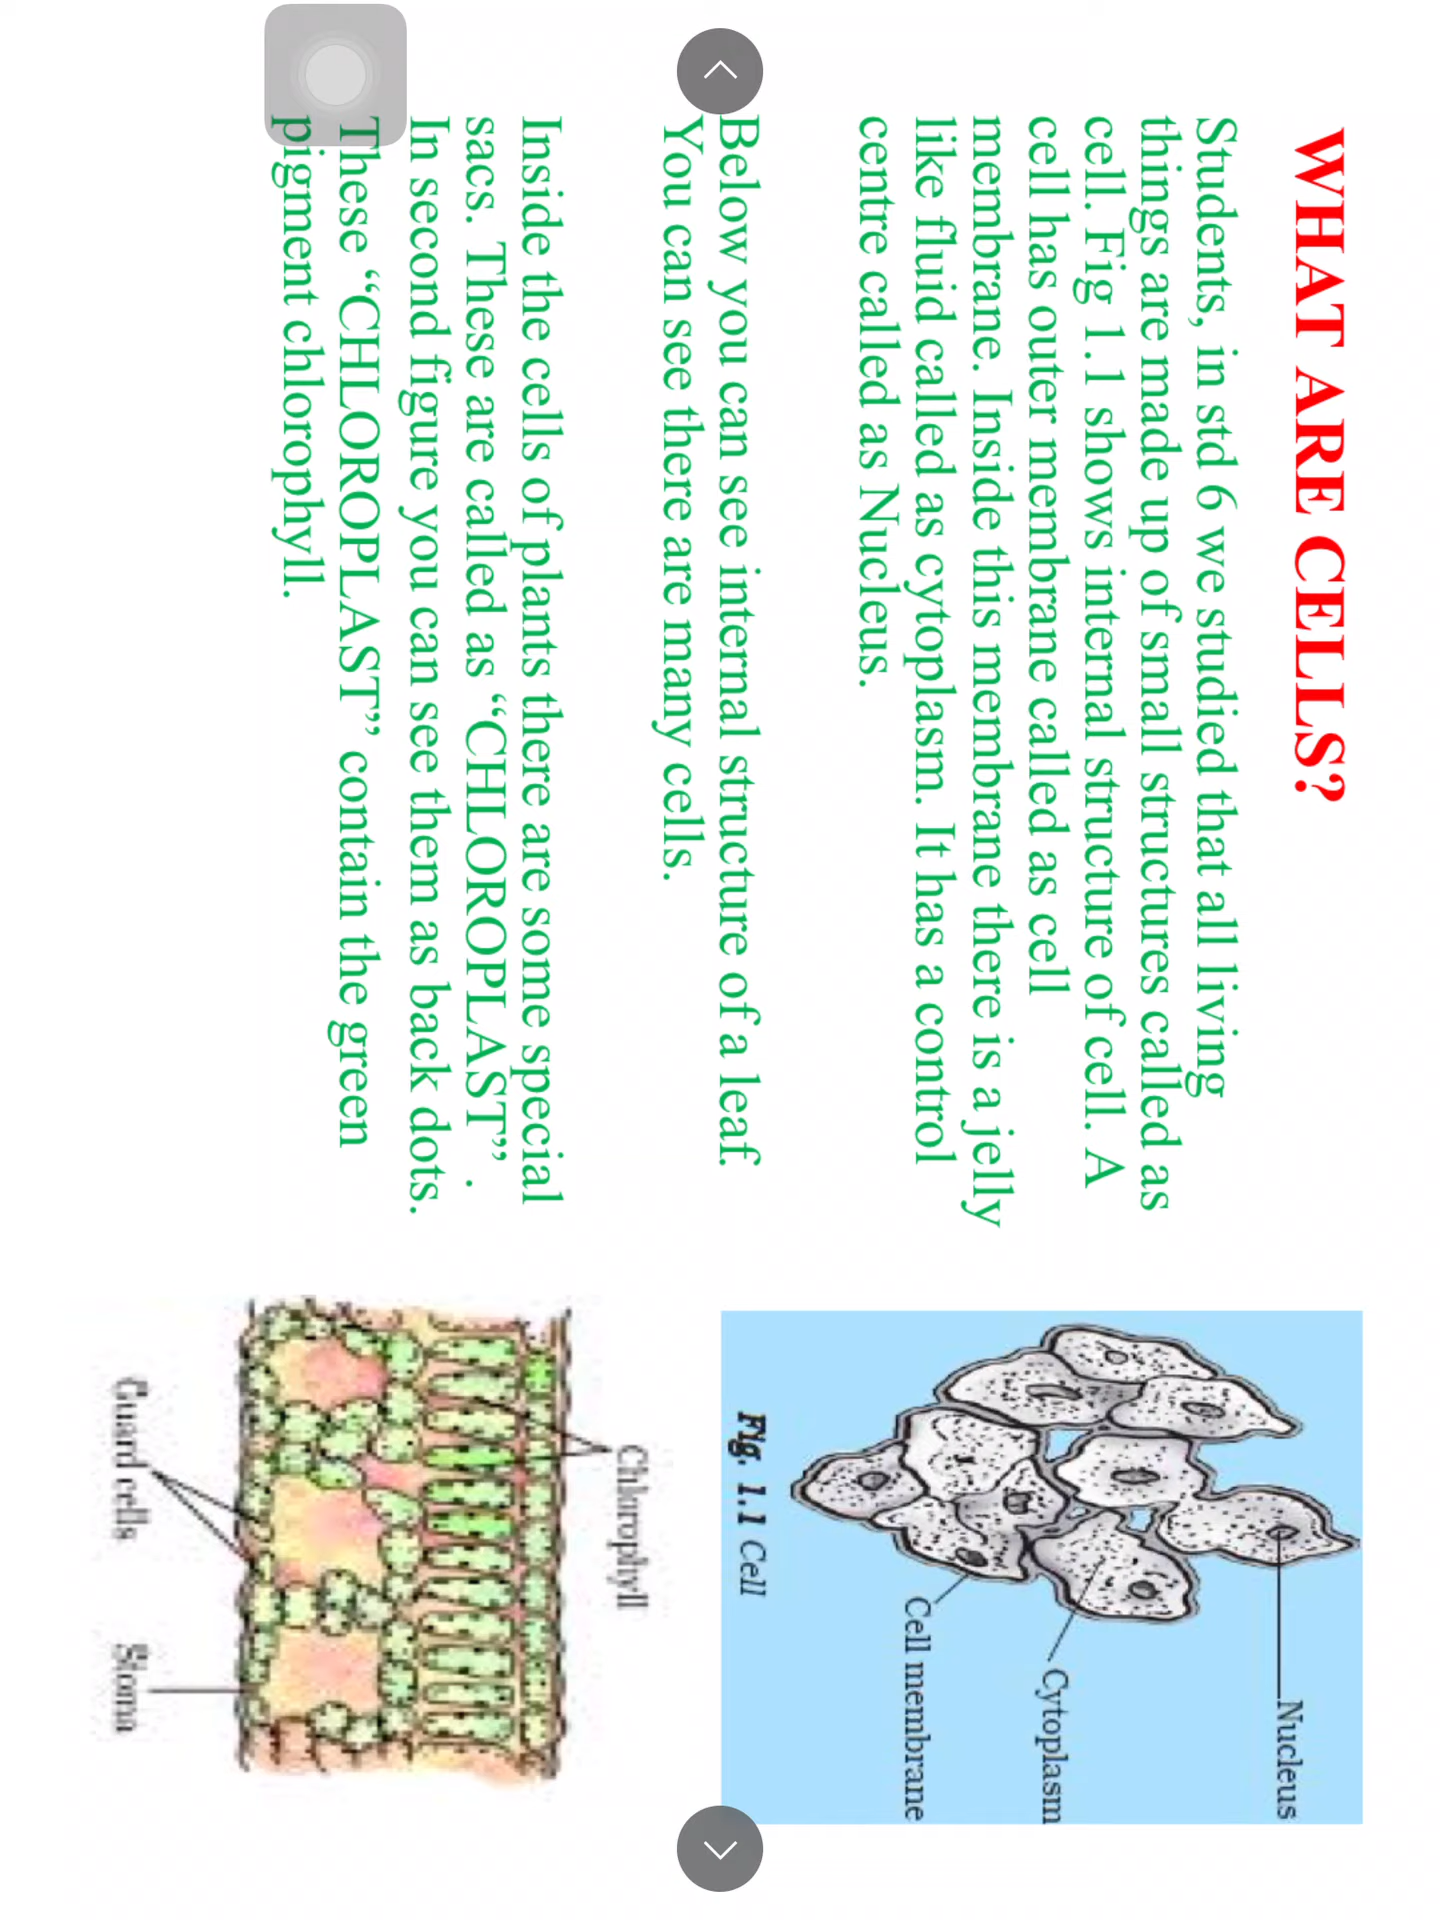 WHAT ARE CELLS?
Students, in std 6 we studied that all living
things are made up of small structures called as
cell. Fig 1.1 shows internal structure of cell. A
cell has outer membrane called as cell
membrane. Inside this membrane there is a jelly
like fluid called as cytoplasm. It has a control
centre called as Nucleus.
Below you can see internal structure of a leaf.
You can see there are many cells.
Inside the cells of plants there are some special
sacs. These are called as “CHLOROPLAST” .
In second figure you can see them as back dots.
These “CHLOROPLAST” contain the green
pigment chlorophyll.
Nucleus
Cytoplasm
Cell membrane
Fig. 1.1 Cell
Chlorophyll
Guard cells
Stoma